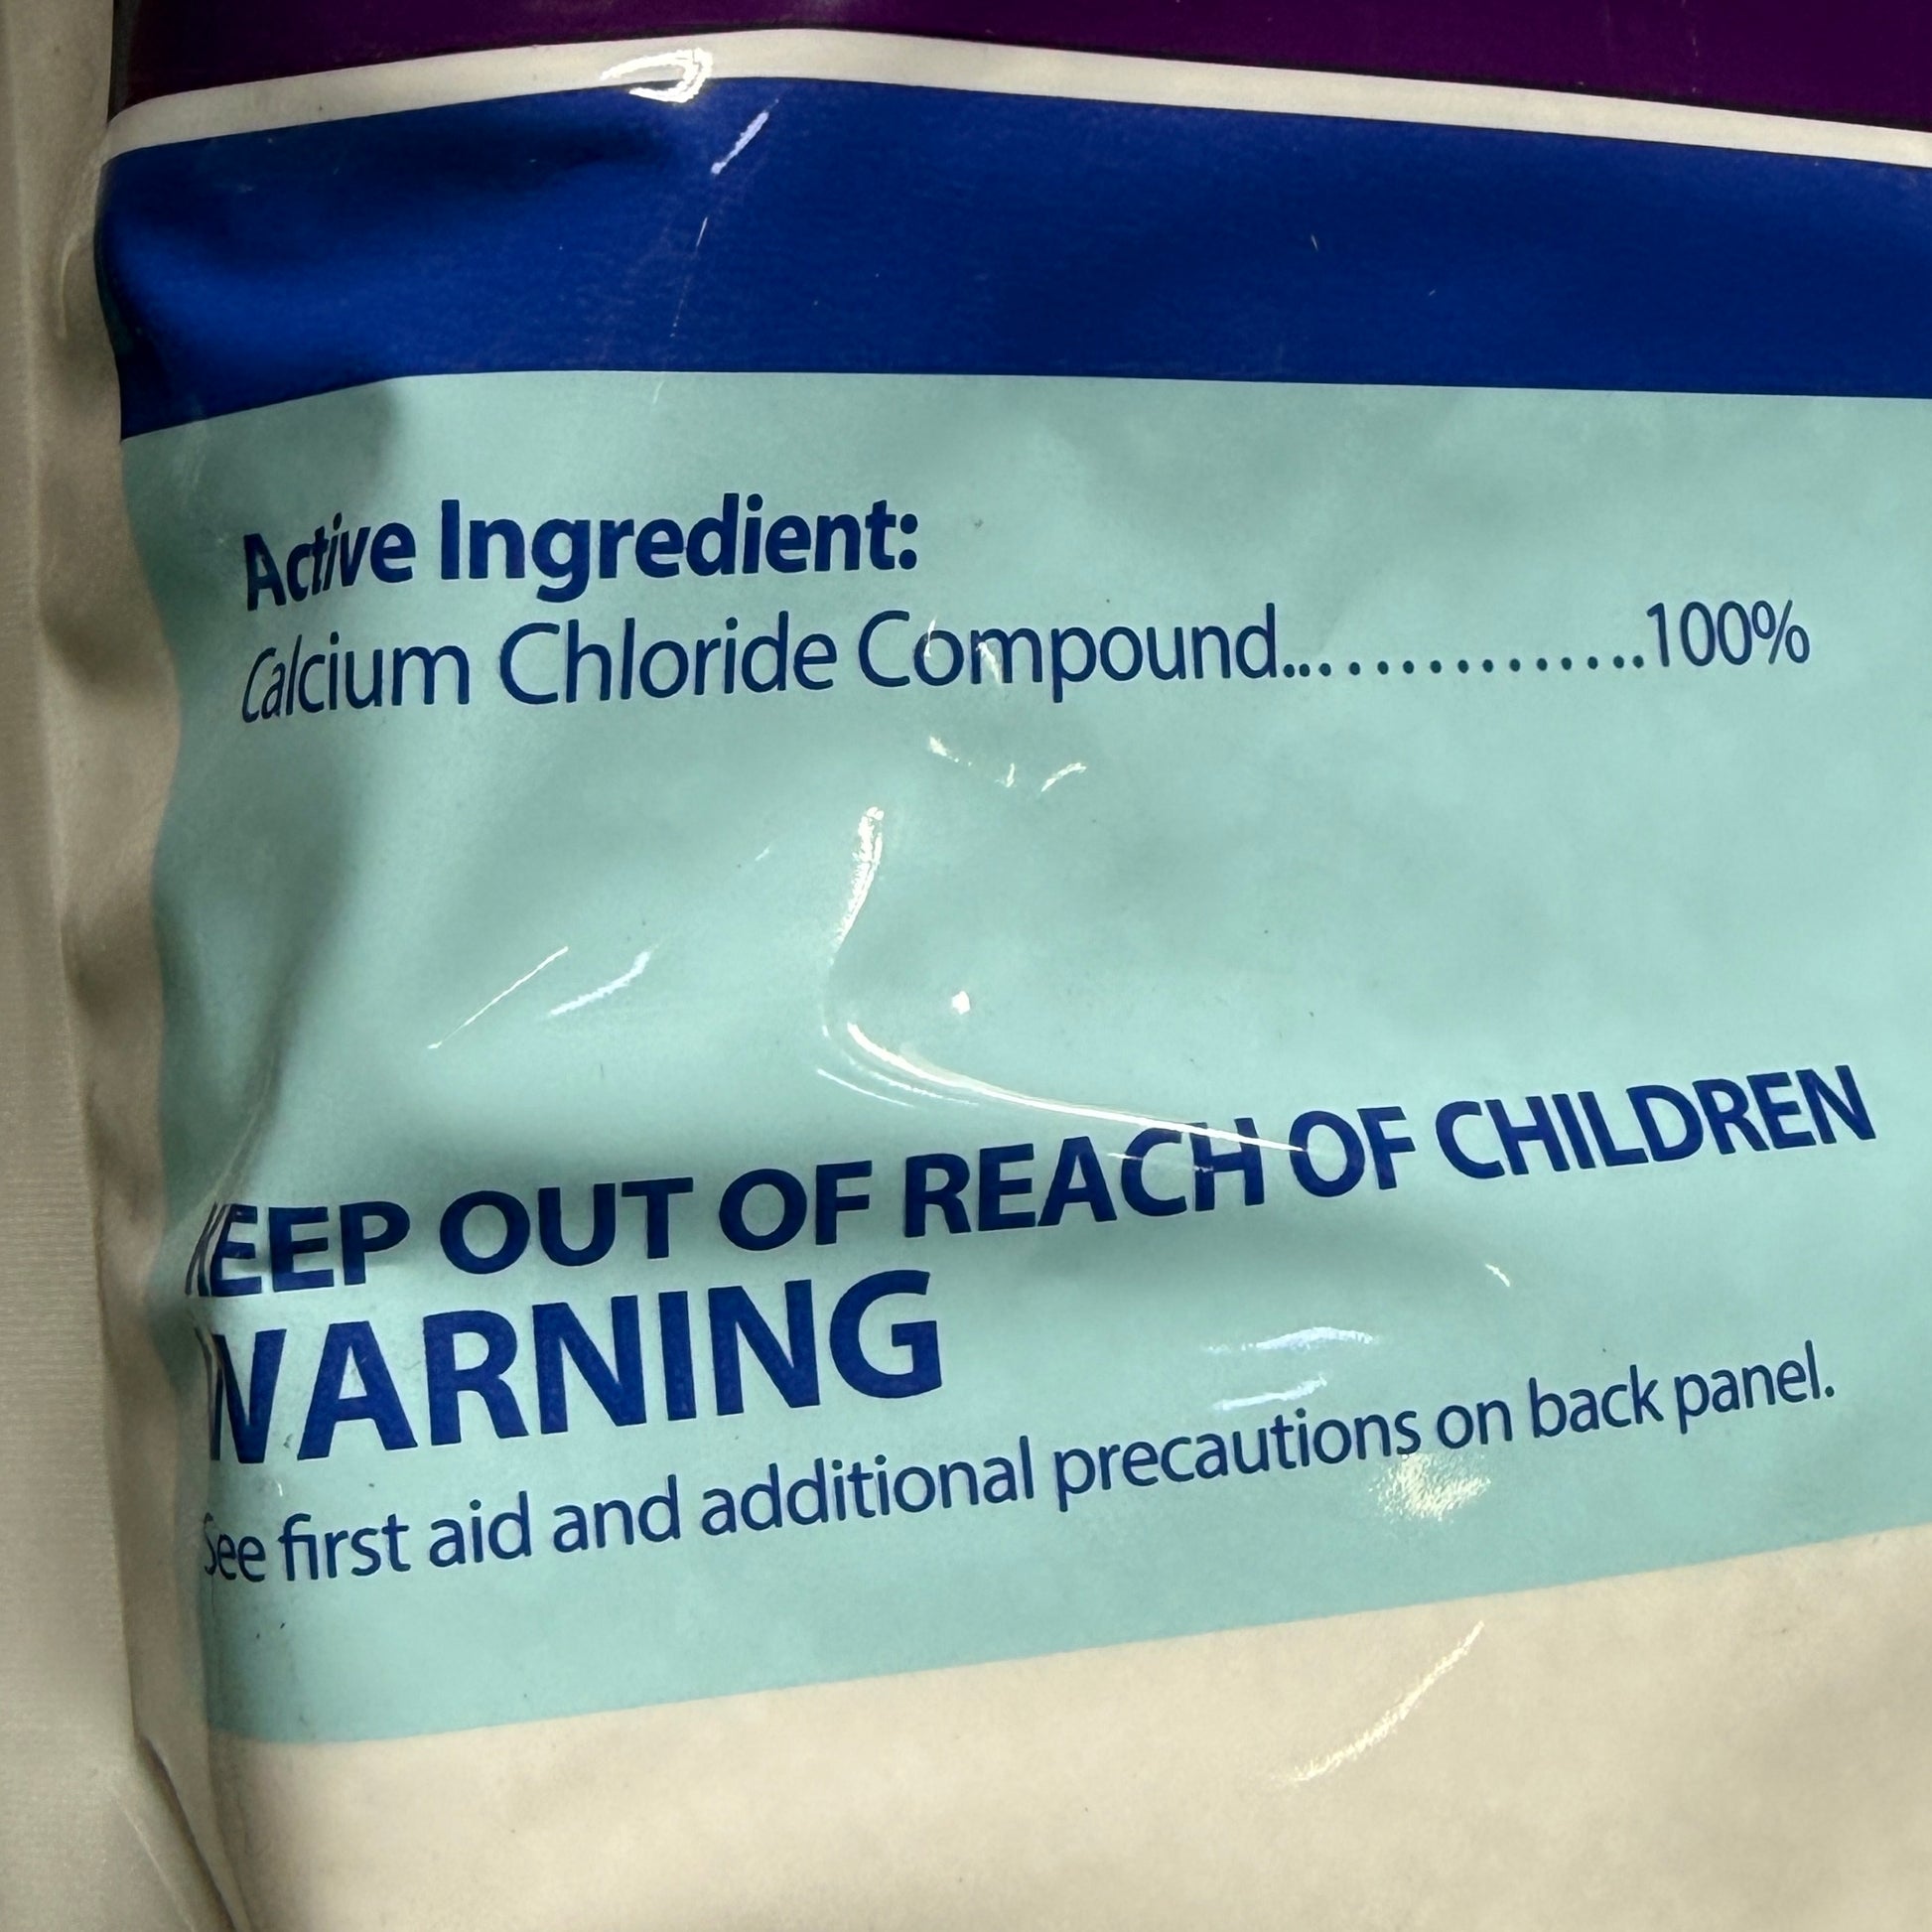 Active Ingredient:
Calcium Chloride Compound.................100%
KEEP OUT OF REACH OF CHILDREN
WARNING
See first aid and additional precautions on back panel.